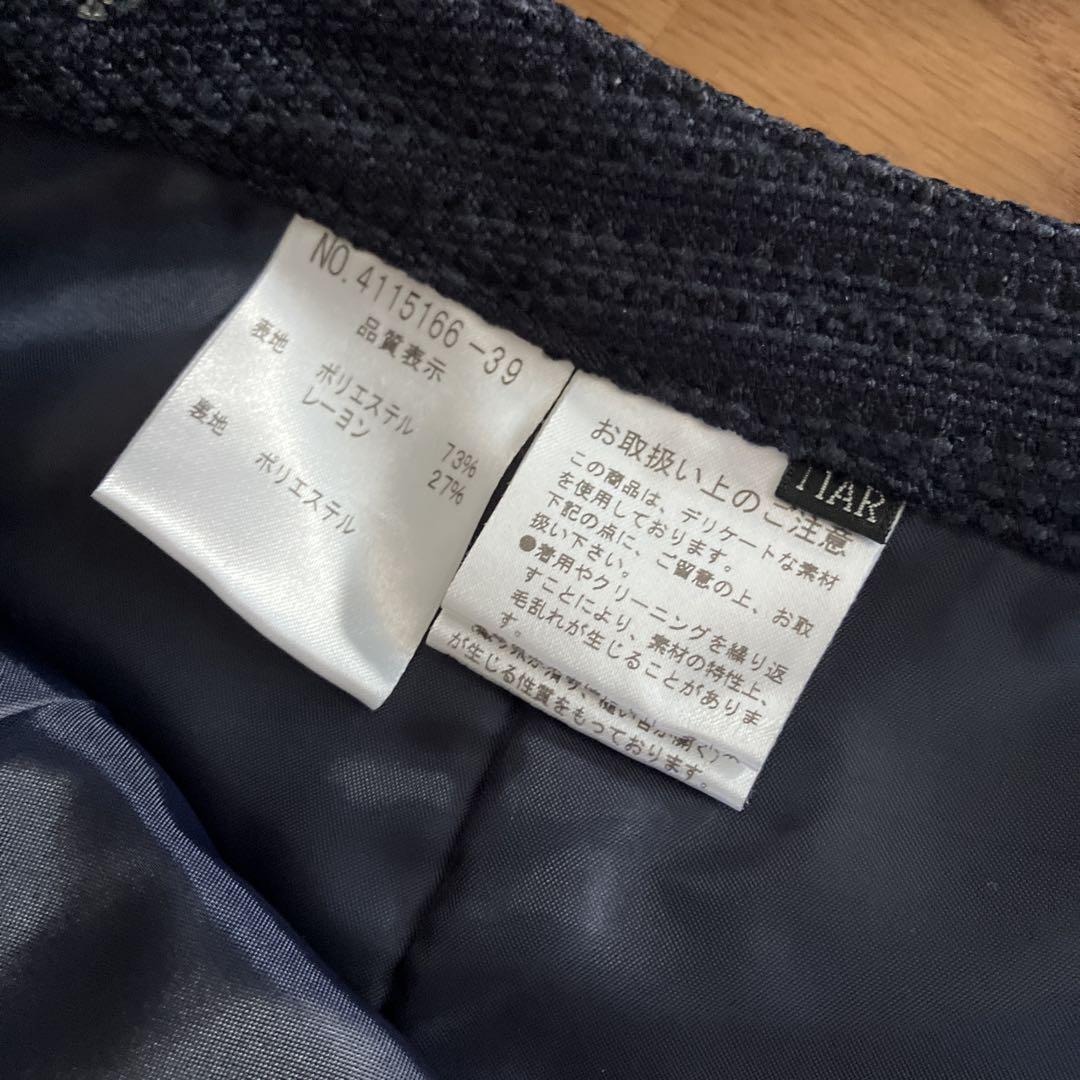 NO.4115166-39
品質表示
表地
ポリエステル 73%
レーヨン 27%
裏地
ポリエステル
お取扱い上のご注意
この商品は、デリケートな素材
を使用しております。
下記の点に、ご留意の上、お取
扱い下さい。
●着用やクリーニングを繰り返
すことにより、素材の特性上、
毛乱れが生じることがありま
す。
が生じる性質をもっております。
TIAR